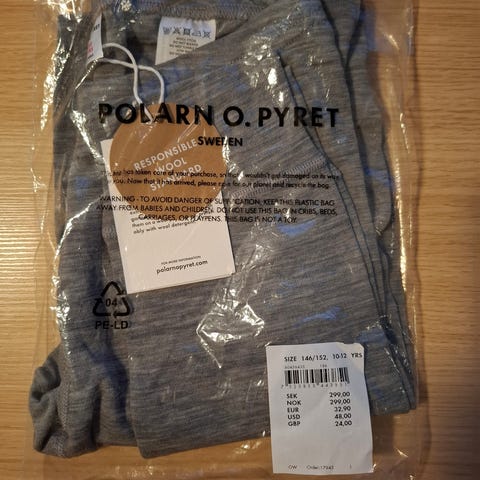 POLARN O. PYRET
SWEDEN
RESPONSIBLE
WOOL
has taken care of your purchase, so that it wouldn't get damaged on its way
to you. Now that it has arrived, please care for our planet and recycle the bag.
WARNING - TO AVOID DANGER OF SUFFOCATION, KEEP THIS PLASTIC BAG
AWAY FROM BABIES AND CHILDREN. DO NOT USE THIS BAG IN CRIBS, BEDS,
CARRIAGES, OR PLAYPENS. THIS BAG IS NOT A TOY.
ably with wool detergent.
FOR MORE INFORMATION
polarnopyret.com
04
PE-LD
SIZE 146/152, 10-12 YRS
SEK 299,00
NOK 299,00
EUR 32,90
USD 48,00
GBP 24,00